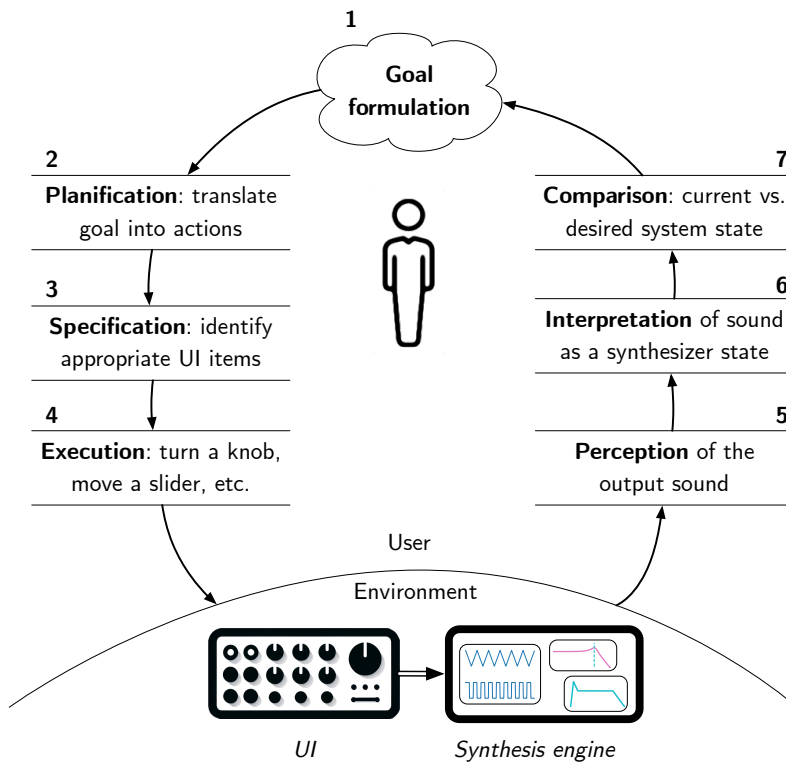 1
Goal
formulation
2
Planification: translate
goal into actions
3
Specification: identify
appropriate UI items
4
Execution: turn a knob,
move a slider, etc.
7
Comparison: current vs.
desired system state
6
Interpretation of sound
as a synthesizer state
5
Perception of the
output sound
User
Environment
UI
Synthesis engine